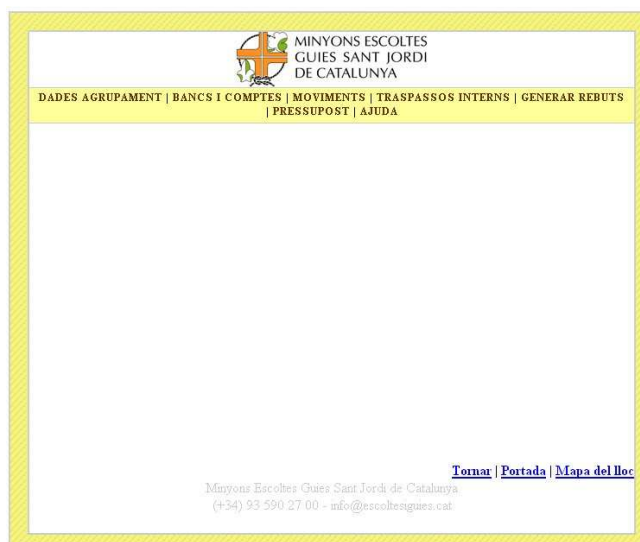 MINYONS ESCOLTES
GUIES SANT JORDI
DE CATALUNYA
DADES AGRUPAMENT | BANCS I COMPTES | MOVIMENTS | TRASPASSOS INTERNS | GENERAR REBUTS
| PRESSUPOST | AJUDA
Tornar | Portada | Mapa del lloc
Minyons Escoltes Guies Sant Jordi de Catalunya
(+34) 93 590 27 00 - info@escoltesiguies.cat